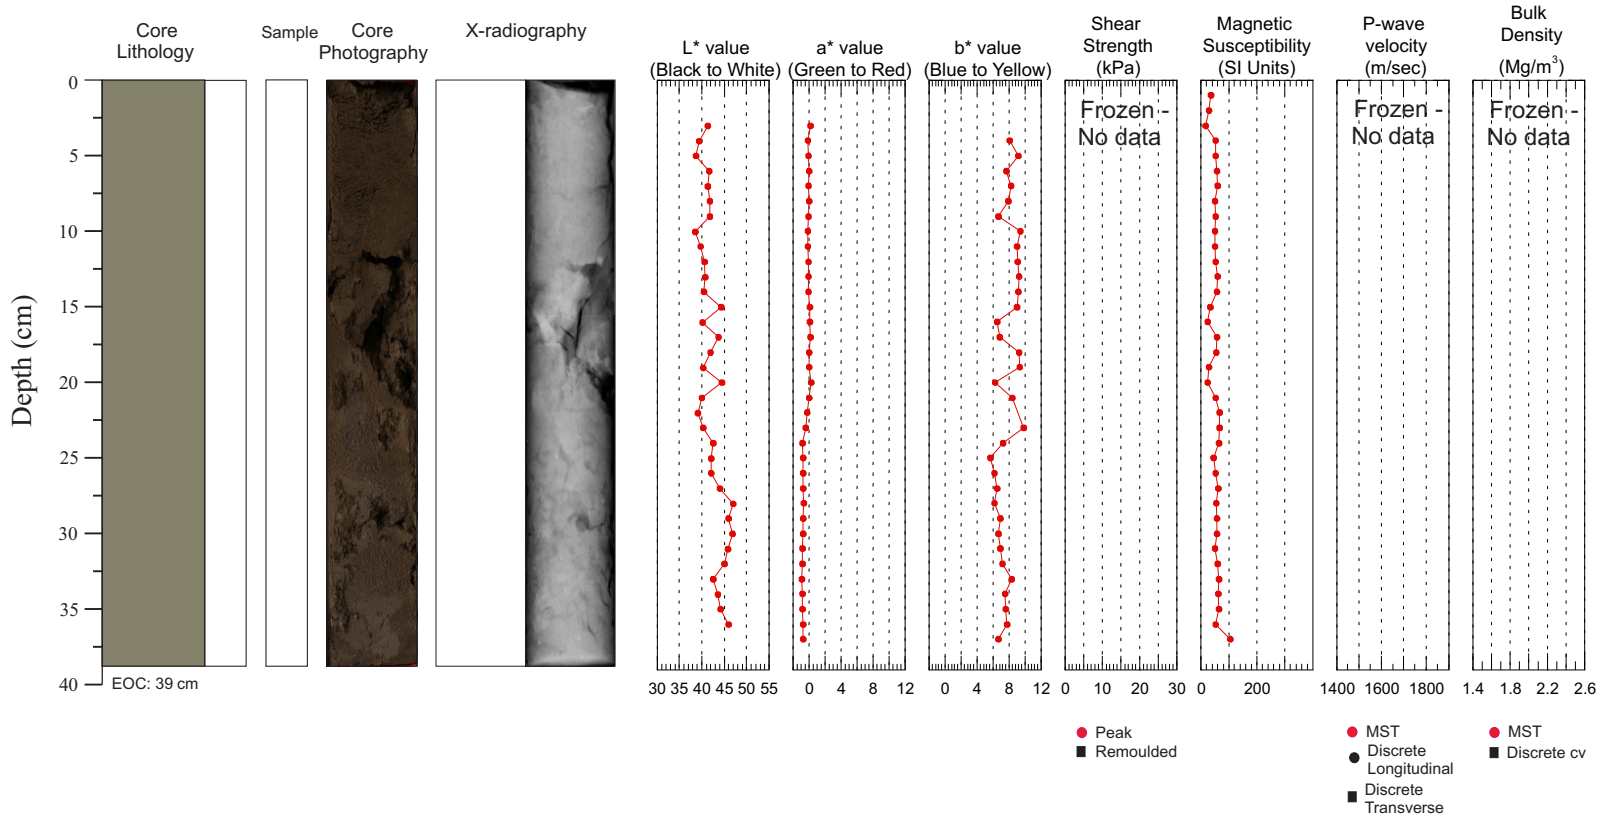 Core
Lithology
Sample
Core
Photography
X-radiography
L* value
(Black to White)
a* value
(Green to Red)
b* value
(Blue to Yellow)
Shear
Strength
(kPa)
Magnetic
Susceptibility
(SI Units)
P-wave
velocity
(m/sec)
Bulk
Density
(Mg/m³)
Depth (cm)
0
5
10
15
20
25
30
35
40
Frozen -
No data
Frozen -
No data
Frozen -
No data
EOC: 39 cm
30 35 40 45 50 55
0 4 8 12
0 4 8 12
0 10 20 30
0 200
1400 1600 1800
1.4 1.8 2.2 2.6
Peak
Remoulded
MST
Discrete
Longitudinal
Discrete
Transverse
MST
Discrete cv